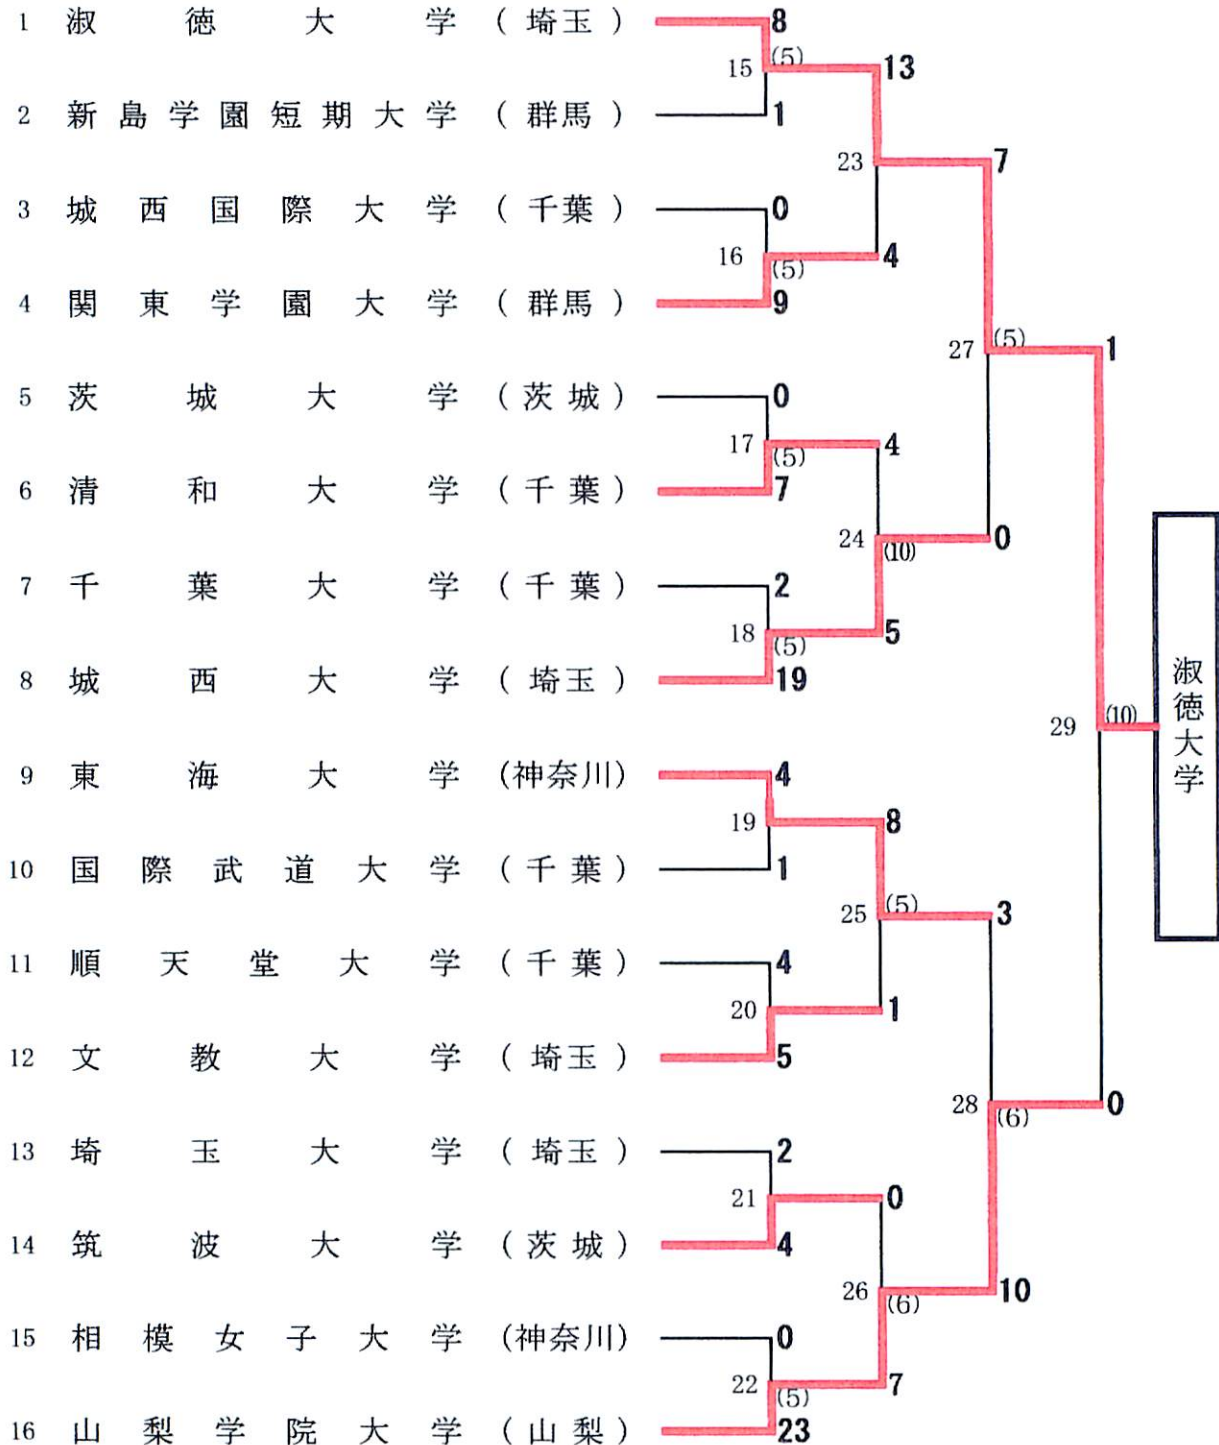 1 淑徳大学 (埼玉) 8
15 (5) 13
2 新島学園短期大学 (群馬) 1
23 7
3 城西国際大学 (千葉) 0
16 (5) 4
4 関東学園大学 (群馬) 9
27 (5) 1
5 茨城大学 (茨城) 0
17 (5) 4
6 清和大学 (千葉) 7
24 (10) 0
7 千葉大学 (千葉) 2
18 (5) 5
8 城西大学 (埼玉) 19
29 (10)
淑徳大学
9 東海大学 (神奈川) 4
19 8
10 国際武道大学 (千葉) 1
25 (5) 3
11 順天堂大学 (千葉) 4
20 1
12 文教大学 (埼玉) 5
28 (6) 0
13 埼玉大学 (埼玉) 2
21 0
14 筑波大学 (茨城) 4
26 (6) 10
15 相模女子大学 (神奈川) 0
22 (5) 7
16 山梨学院大学 (山梨) 23